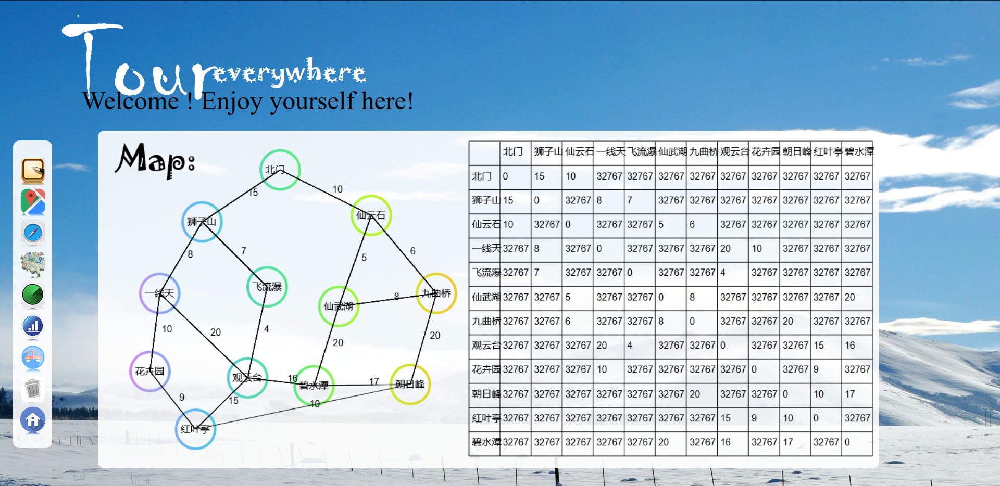 Tour everywhere
Welcome ! Enjoy yourself here!
Map:
北门
15
10
仙云石
狮子山
8
7
5
6
一线天
飞流瀑
仙武湖
8
九曲桥
10
20
4
20
20
花卉园
观云台
16
碧水潭
17
朝日峰
9
15
10
红叶亭
北门 狮子山 仙云石 一线天 飞流瀑 仙武湖 九曲桥 观云台 花卉园 朝日峰 红叶亭 碧水潭
北门 0 15 10 32767 32767 32767 32767 32767 32767 32767 32767 32767
狮子山 15 0 32767 8 7 32767 32767 32767 32767 32767 32767 32767
仙云石 10 32767 0 32767 32767 5 6 32767 32767 32767 32767 32767
一线天 32767 8 32767 0 32767 32767 32767 20 10 32767 32767 32767
飞流瀑 32767 7 32767 32767 0 32767 32767 4 32767 32767 32767 32767
仙武湖 32767 32767 5 32767 32767 0 8 32767 32767 32767 32767 20
九曲桥 32767 32767 6 32767 32767 8 0 32767 32767 20 32767 32767
观云台 32767 32767 32767 20 4 32767 32767 0 32767 32767 15 16
花卉园 32767 32767 32767 10 32767 32767 32767 32767 0 32767 9 32767
朝日峰 32767 32767 32767 32767 32767 32767 20 32767 32767 0 10 17
红叶亭 32767 32767 32767 32767 32767 32767 32767 15 9 10 0 32767
碧水潭 32767 32767 32767 32767 32767 20 32767 16 32767 17 32767 0